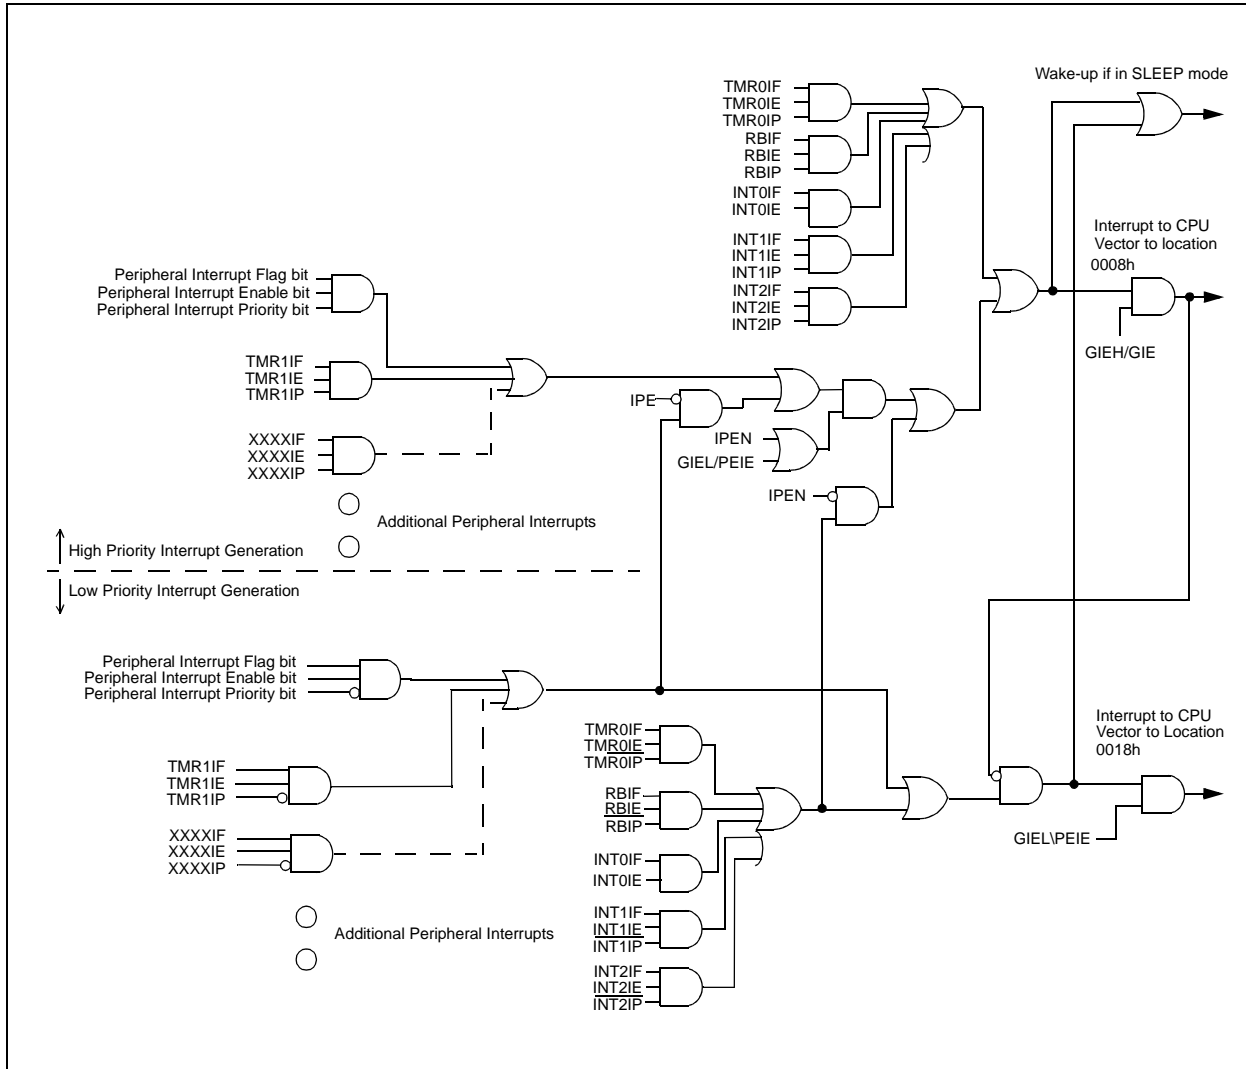 Wake-up if in SLEEP mode
TMR0IF
TMR0IE
TMR0IP
RBIF
RBIE
RBIP
INT0IF
INT0IE
INT1IF
INT1IE
INT1IP
INT2IF
INT2IE
INT2IP
Interrupt to CPU
Vector to location
0008h
GIEH/GIE
Peripheral Interrupt Flag bit
Peripheral Interrupt Enable bit
Peripheral Interrupt Priority bit
TMR1IF
TMR1IE
TMR1IP
XXXXIF
XXXXIE
XXXXIP
IPE
IPEN
GIEL/PEIE
IPEN
Additional Peripheral Interrupts
High Priority Interrupt Generation
Low Priority Interrupt Generation
Peripheral Interrupt Flag bit
Peripheral Interrupt Enable bit
Peripheral Interrupt Priority bit
TMR1IF
TMR1IE
TMR1IP
XXXXIF
XXXXIE
XXXXIP
Additional Peripheral Interrupts
TMR0IF
TMR0IE
TMR0IP
RBIF
RBIE
RBIP
INT0IF
INT0IE
INT1IF
INT1IE
INT1IP
INT2IF
INT2IE
INT2IP
Interrupt to CPU
Vector to Location
0018h
GIEL\PEIE